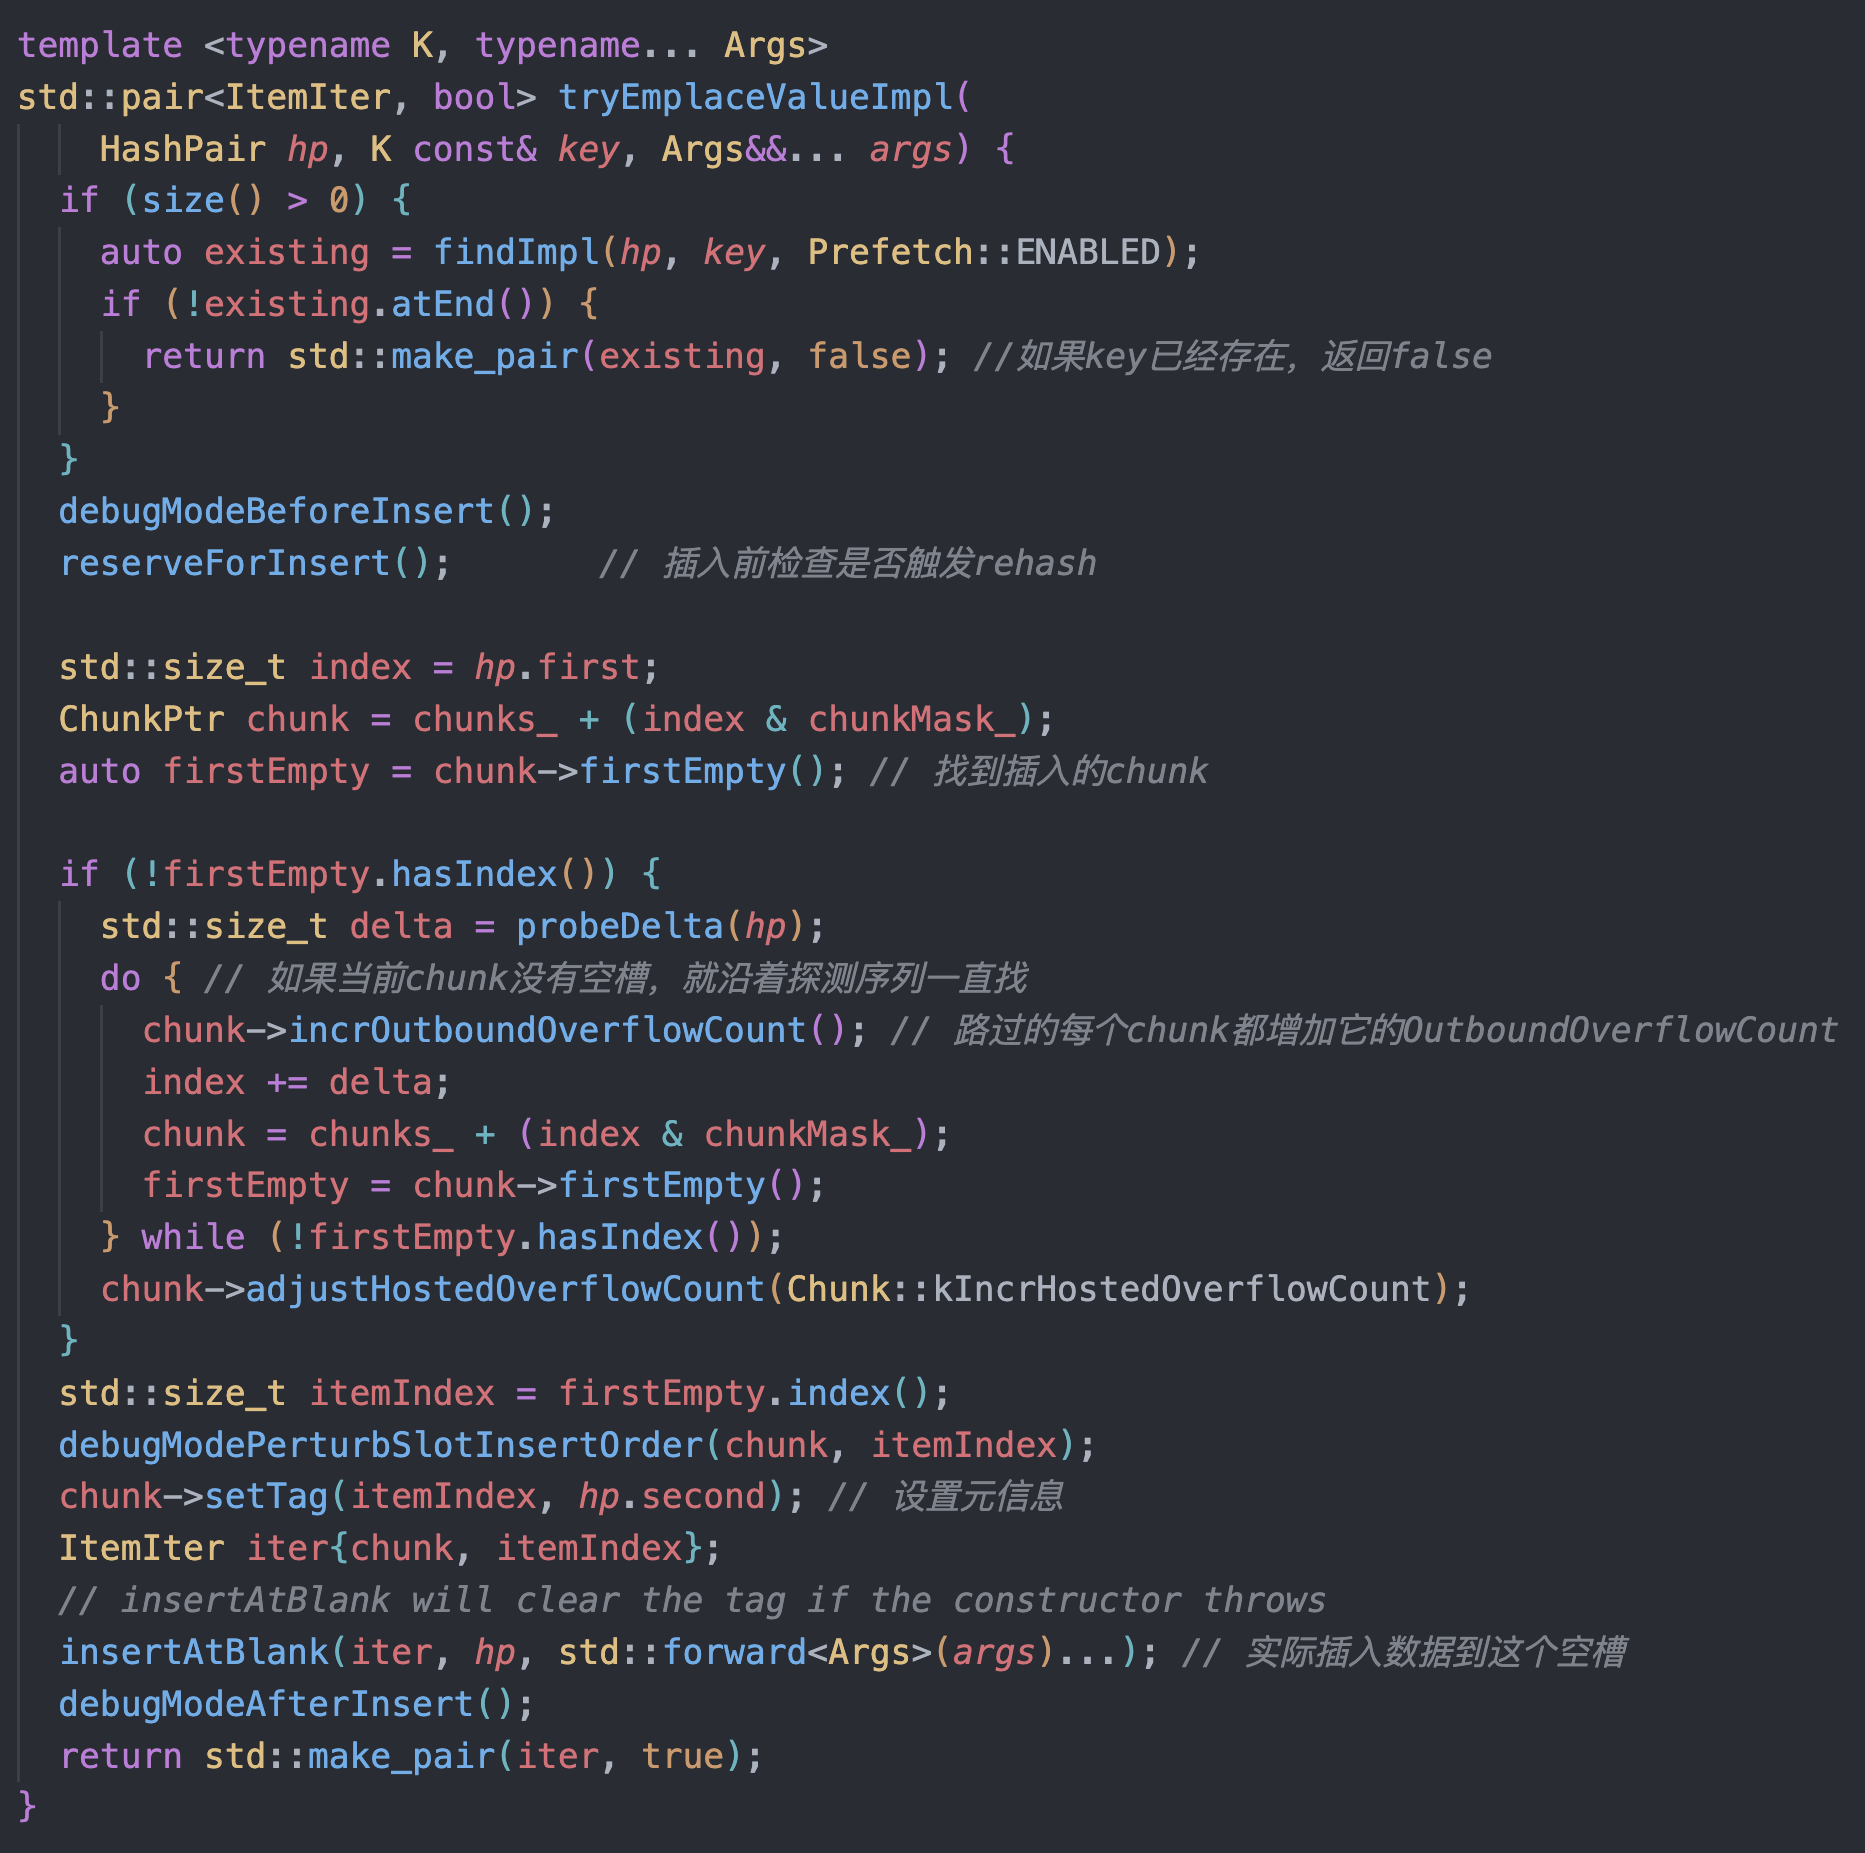 template <typename K, typename... Args>
std::pair<ItemIter, bool> tryEmplaceValueImpl(
    HashPair hp, K const& key, Args&&... args) {
  if (size() > 0) {
    auto existing = findImpl(hp, key, Prefetch::ENABLED);
    if (!existing.atEnd()) {
      return std::make_pair(existing, false); //如果key已经存在，返回false
    }
  }
  debugModeBeforeInsert();
  reserveForInsert();       // 插入前检查是否触发rehash

  std::size_t index = hp.first;
  ChunkPtr chunk = chunks_ + (index & chunkMask_);
  auto firstEmpty = chunk->firstEmpty(); // 找到插入的chunk

  if (!firstEmpty.hasIndex()) {
    std::size_t delta = probeDelta(hp);
    do { // 如果当前chunk没有空槽，就沿着探测序列一直找
      chunk->incrOutboundOverflowCount(); // 路过的每个chunk都增加它的OutboundOverflowCount
      index += delta;
      chunk = chunks_ + (index & chunkMask_);
      firstEmpty = chunk->firstEmpty();
    } while (!firstEmpty.hasIndex());
    chunk->adjustHostedOverflowCount(Chunk::kIncrHostedOverflowCount);
  }
  std::size_t itemIndex = firstEmpty.index();
  debugModePerturbSlotInsertOrder(chunk, itemIndex);
  chunk->setTag(itemIndex, hp.second); // 设置元信息
  ItemIter iter{chunk, itemIndex};
  // insertAtBlank will clear the tag if the constructor throws
  insertAtBlank(iter, hp, std::forward<Args>(args)...); // 实际插入数据到这个空槽
  debugModeAfterInsert();
  return std::make_pair(iter, true);
}